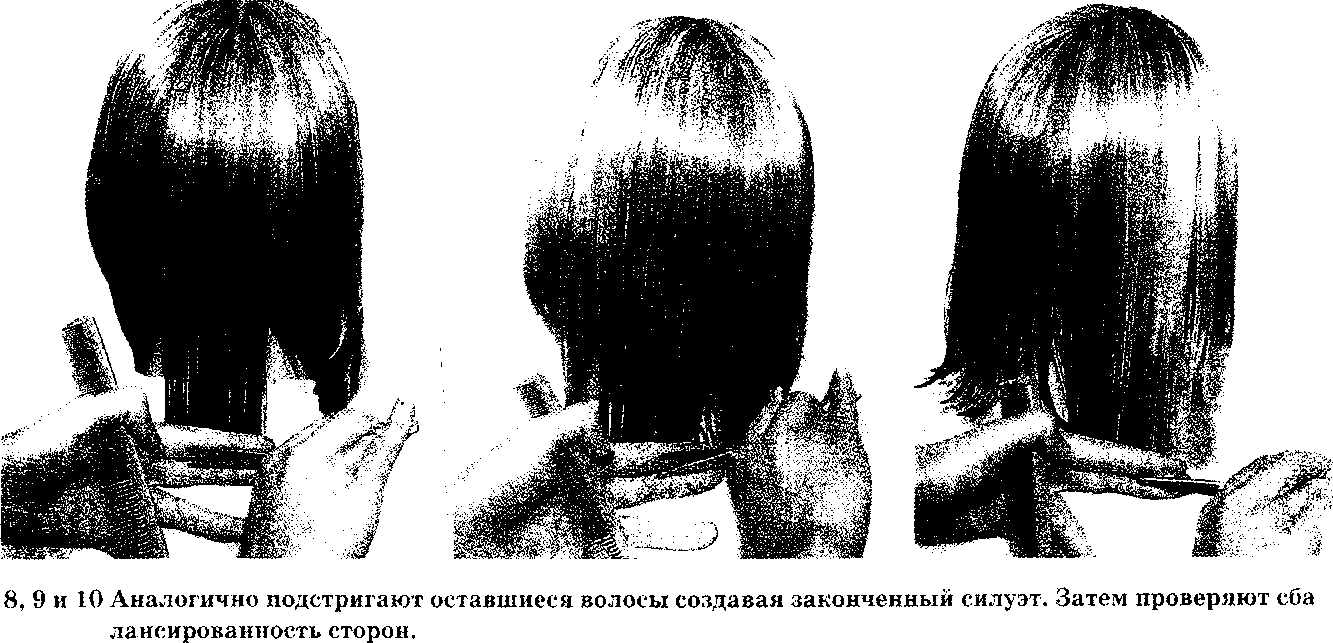 8, 9 и 10 Аналогично подстригают оставшиеся волосы создавая законченный силуэт. Затем проверяют сба
лансированность сторон.